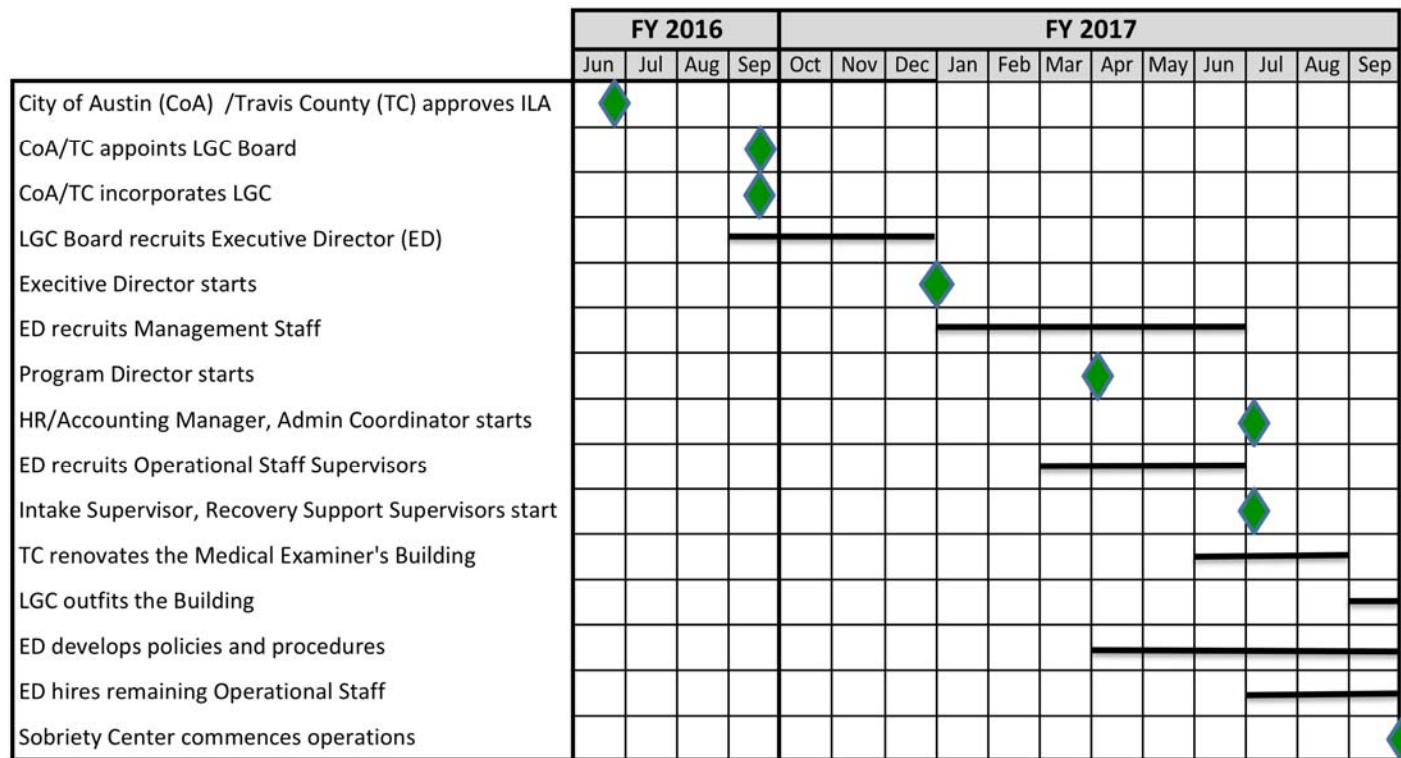 FY 2016 FY 2017
Jun Jul Aug Sep Oct Nov Dec Jan Feb Mar Apr May Jun Jul Aug Sep
City of Austin (CoA) /Travis County (TC) approves ILA
CoA/TC appoints LGC Board
CoA/TC incorporates LGC
LGC Board recruits Executive Director (ED)
Execitive Director starts
ED recruits Management Staff
Program Director starts
HR/Accounting Manager, Admin Coordinator starts
ED recruits Operational Staff Supervisors
Intake Supervisor, Recovery Support Supervisors start
TC renovates the Medical Examiner's Building
LGC outfits the Building
ED develops policies and procedures
ED hires remaining Operational Staff
Sobriety Center commences operations